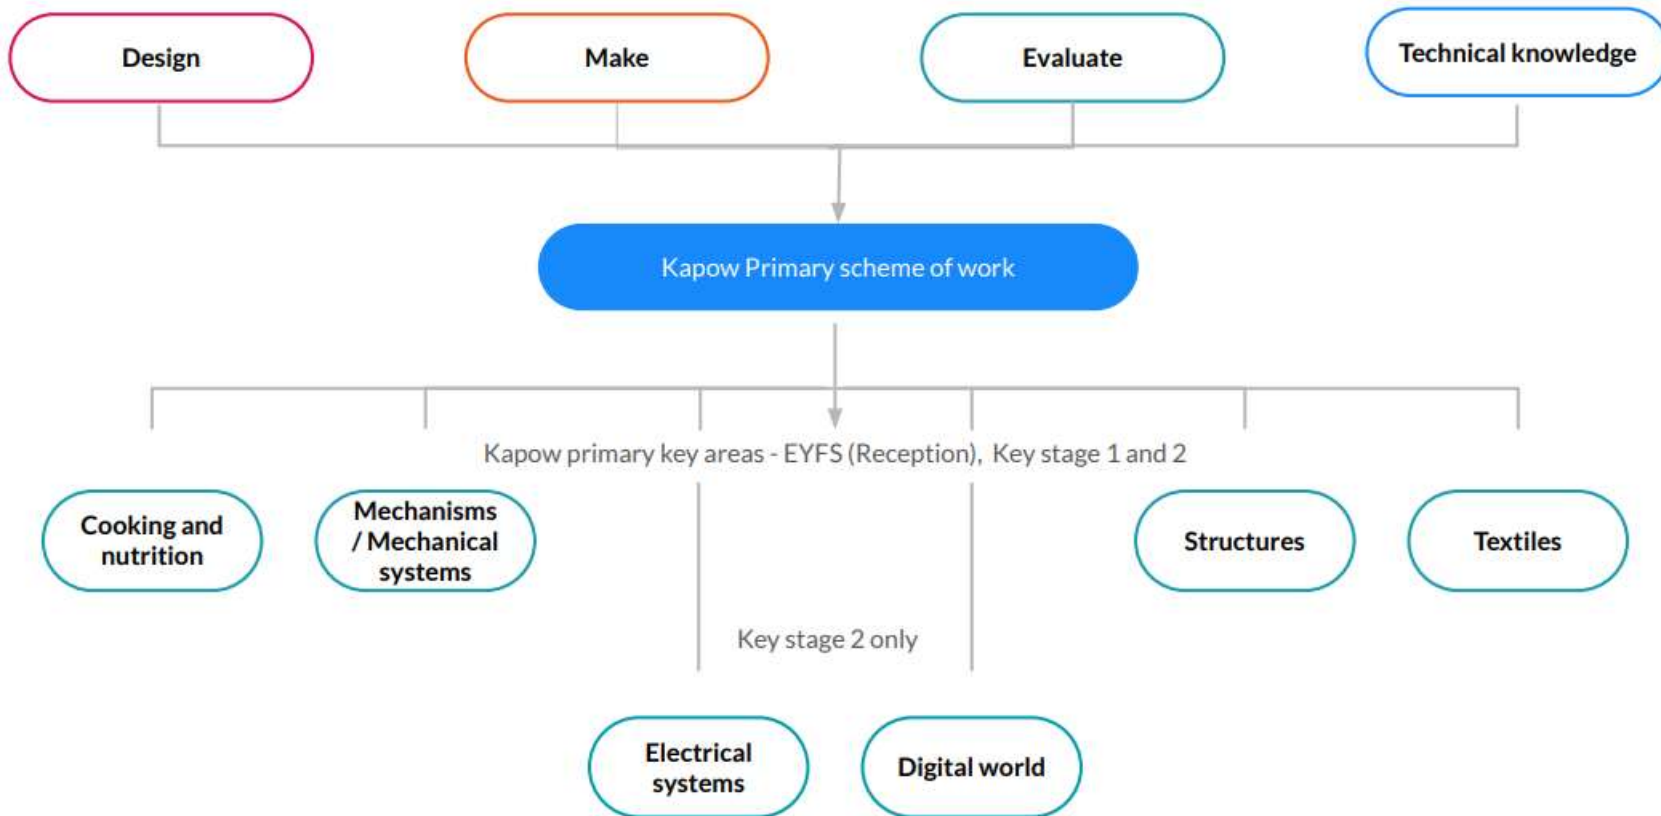 Design
Make
Evaluate
Technical knowledge
Kapow Primary scheme of work
Kapow primary key areas - EYFS (Reception), Key stage 1 and 2
Cooking and
nutrition
Mechanisms
/ Mechanical
systems
Structures
Textiles
Key stage 2 only
Electrical
systems
Digital world